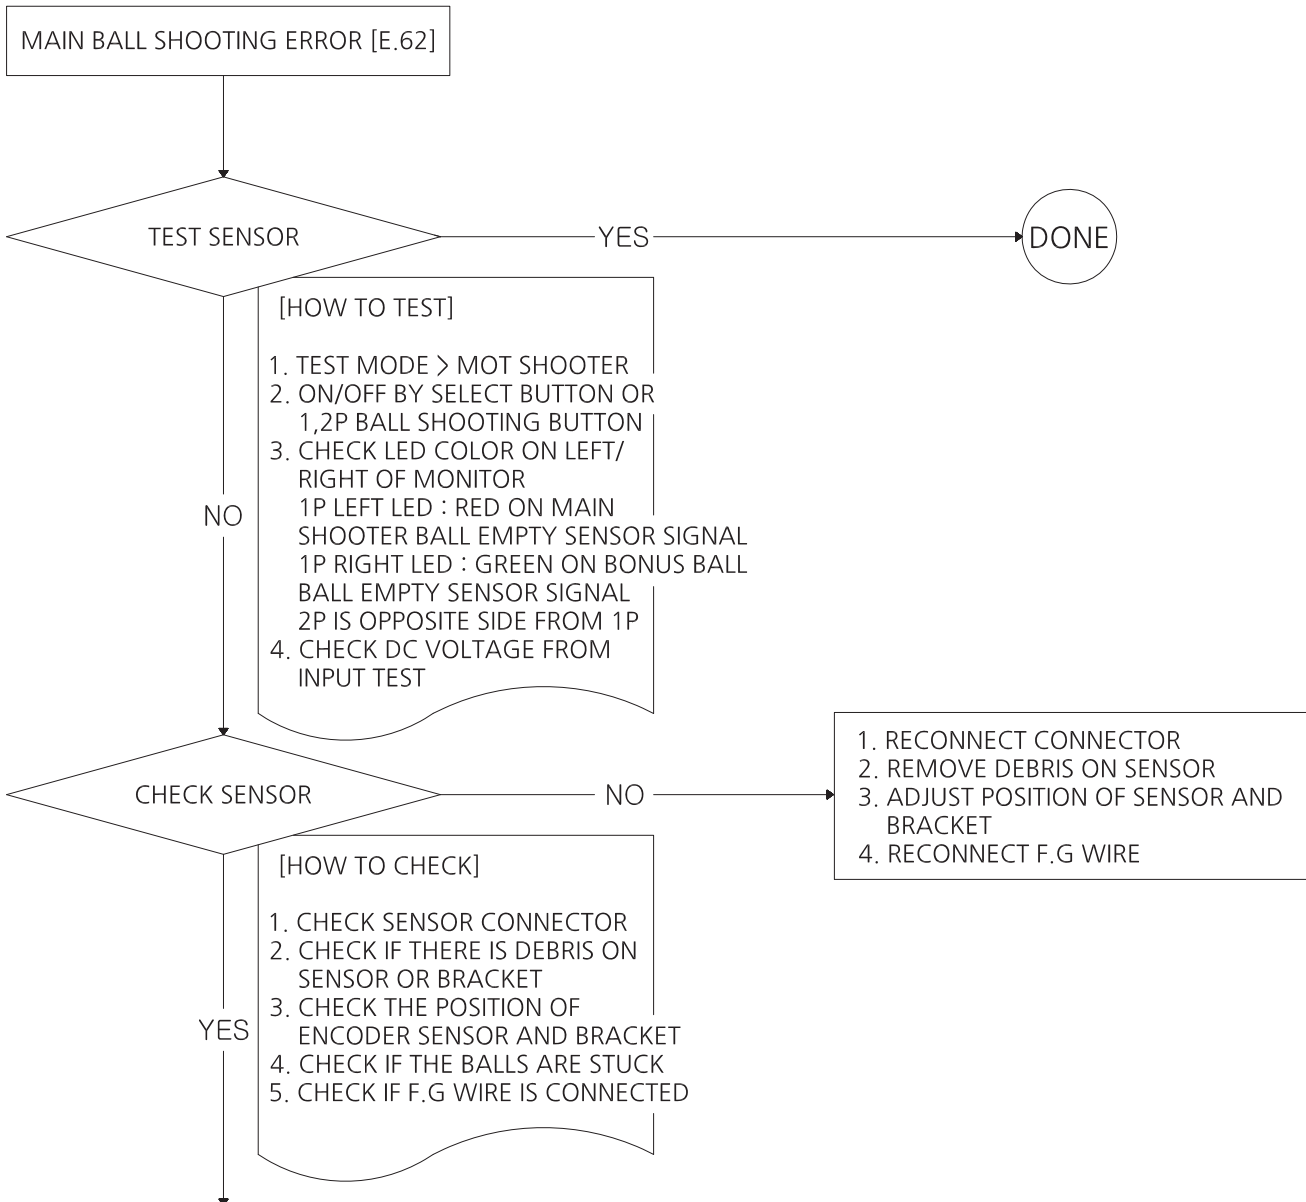 MAIN BALL SHOOTING ERROR [E.62]
TEST SENSOR
YES
DONE
[HOW TO TEST]
1. TEST MODE > MOT SHOOTER
2. ON/OFF BY SELECT BUTTON OR
1,2P BALL SHOOTING BUTTON
3. CHECK LED COLOR ON LEFT/
RIGHT OF MONITOR
1P LEFT LED : RED ON MAIN
SHOOTER BALL EMPTY SENSOR SIGNAL
1P RIGHT LED : GREEN ON BONUS BALL
BALL EMPTY SENSOR SIGNAL
2P IS OPPOSITE SIDE FROM 1P
4. CHECK DC VOLTAGE FROM
INPUT TEST
NO
CHECK SENSOR
NO
1. RECONNECT CONNECTOR
2. REMOVE DEBRIS ON SENSOR
3. ADJUST POSITION OF SENSOR AND
BRACKET
4. RECONNECT F.G WIRE
[HOW TO CHECK]
1. CHECK SENSOR CONNECTOR
2. CHECK IF THERE IS DEBRIS ON
SENSOR OR BRACKET
3. CHECK THE POSITION OF
ENCODER SENSOR AND BRACKET
4. CHECK IF THE BALLS ARE STUCK
5. CHECK IF F.G WIRE IS CONNECTED
YES